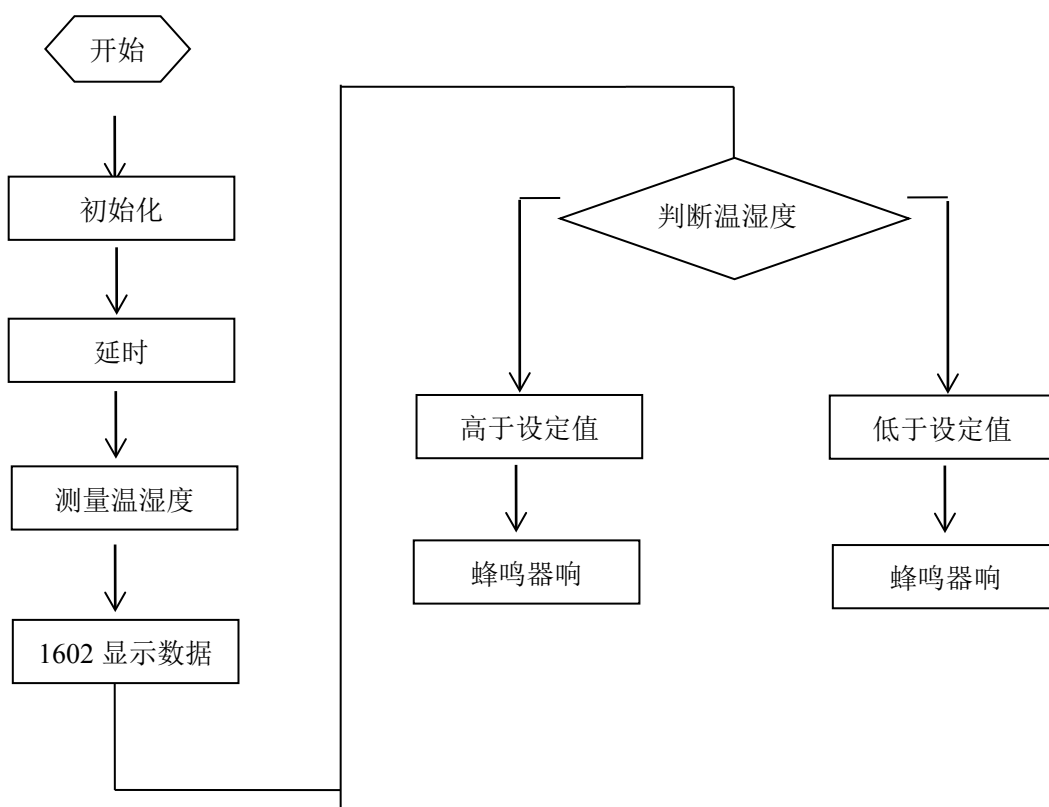 开始
初始化
延时
测量温湿度
1602 显示数据
判断温湿度
高于设定值
低于设定值
蜂鸣器响
蜂鸣器响